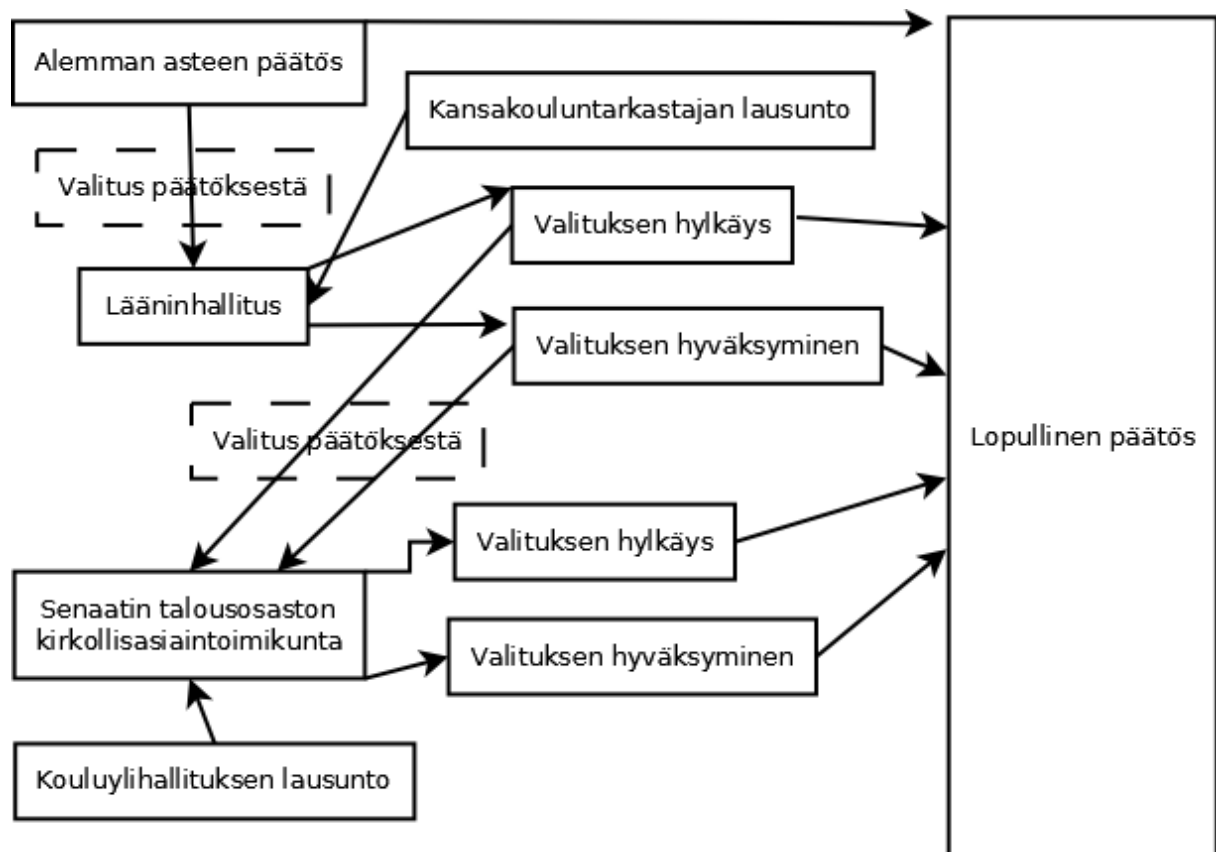 Alemman asteen päätös
Kansakouluntarkastajan lausunto
Valitus päätöksestä
Valituksen hylkäys
Lääninhallitus
Valituksen hyväksyminen
Valitus päätöksestä
Lopullinen päätös
Valituksen hylkäys
Senaatin talousosaston
kirkollisasiaintoimikunta
Valituksen hyväksyminen
Kouluylihallituksen lausunto